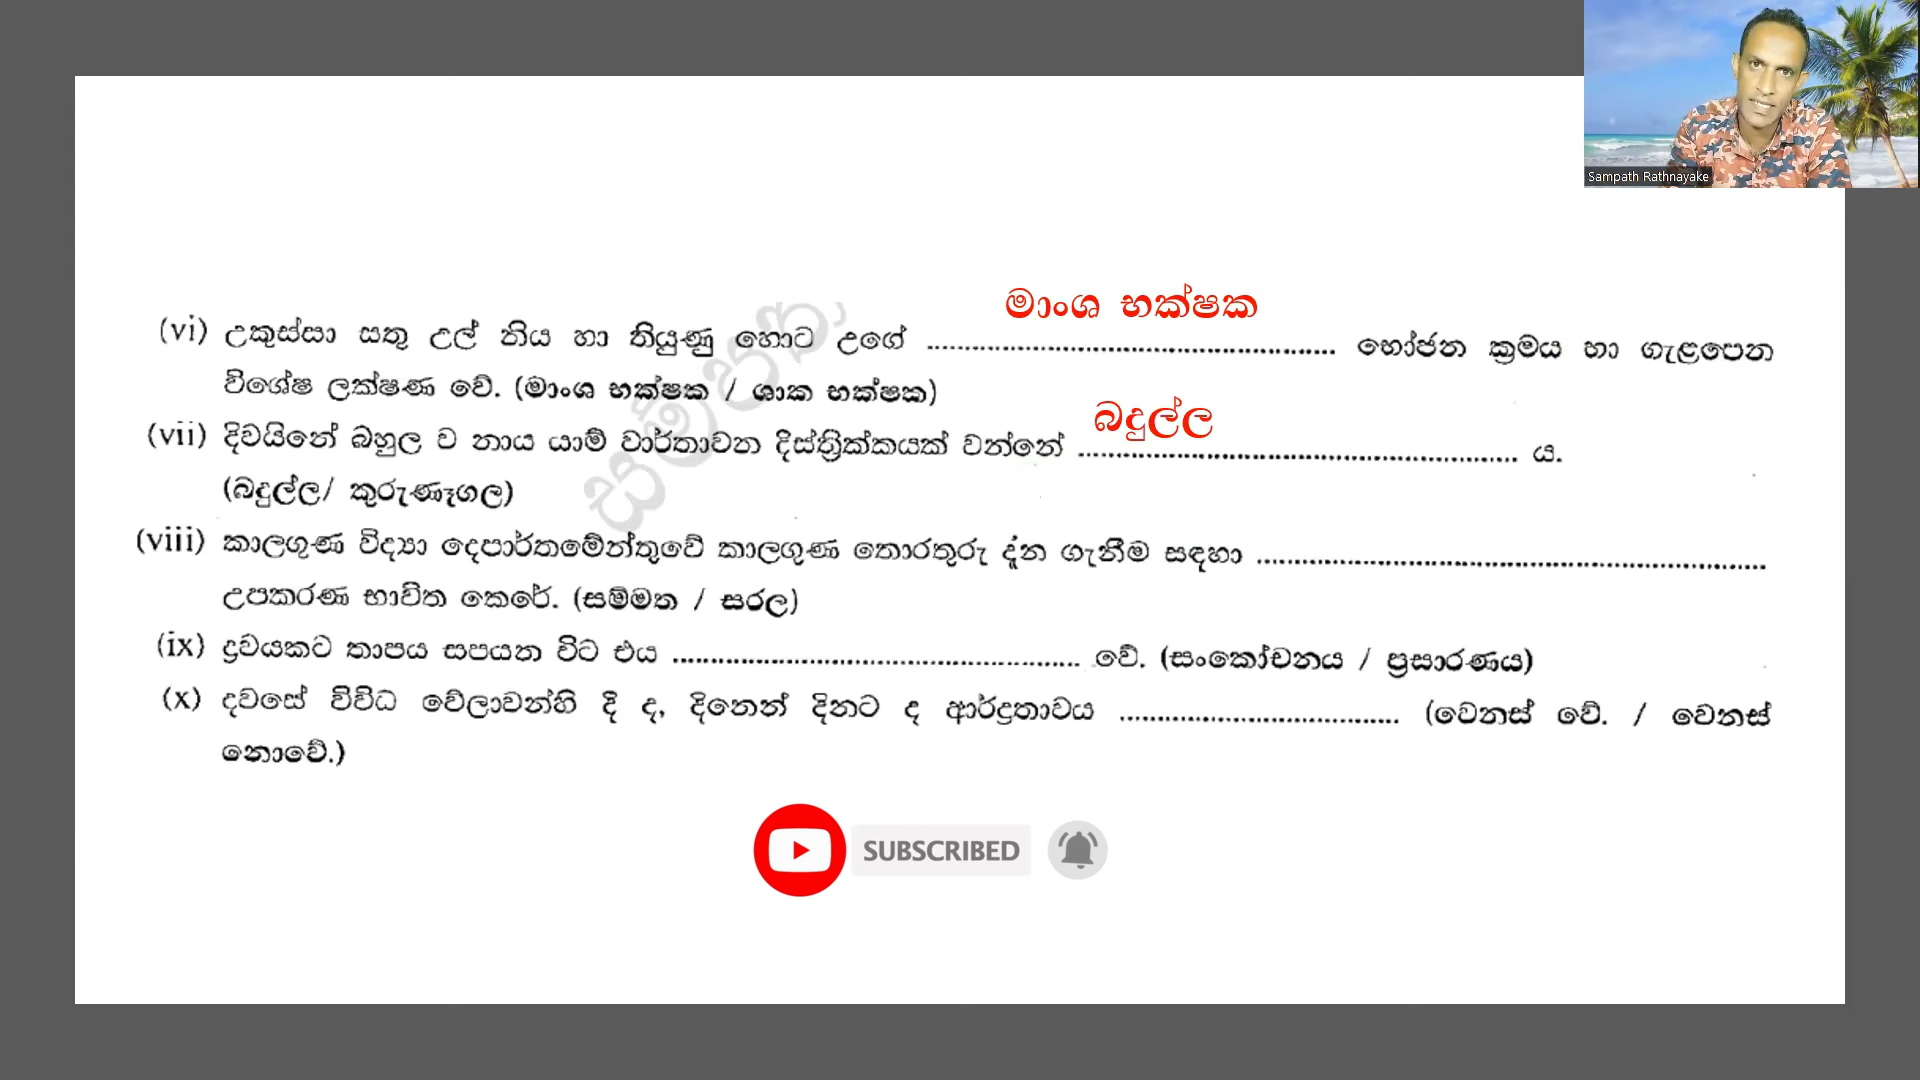 Sampath Rathnayake
මාංශ භක්ෂක
(vi) උකුස්සා සතු උල් නිය හා තියුණු හොට උගේ ........................................ භෝජන ක්‍රමය හා ගැළපෙන
විශේෂ ලක්ෂණ වේ. (මාංශ භක්ෂක / ශාක භක්ෂක)
බදුල්ල
(vii) දිවයිනේ බහුල ව නාය යාම් වාර්තාවන දිස්ත්‍රික්කයක් වන්නේ ........................................ ය.
(බදුල්ල/ කුරුණෑගල)
(viii) කාලගුණ විද්‍යා දෙපාර්තමේන්තුවේ කාලගුණ තොරතුරු දැන ගැනීම සඳහා ........................................
උපකරණ භාවිත කෙරේ. (සම්මත / සරල)
(ix) ද්‍රවයකට තාපය සපයන විට එය ........................................ වේ. (සංකෝචනය / ප්‍රසාරණය)
(x) දවසේ විවිධ වේලාවන්හි දී ද, දිනෙන් දිනට ද ආර්ද්‍රතාවය ........................................ (වෙනස් වේ. / වෙනස්
නොවේ.)
SUBSCRIBED